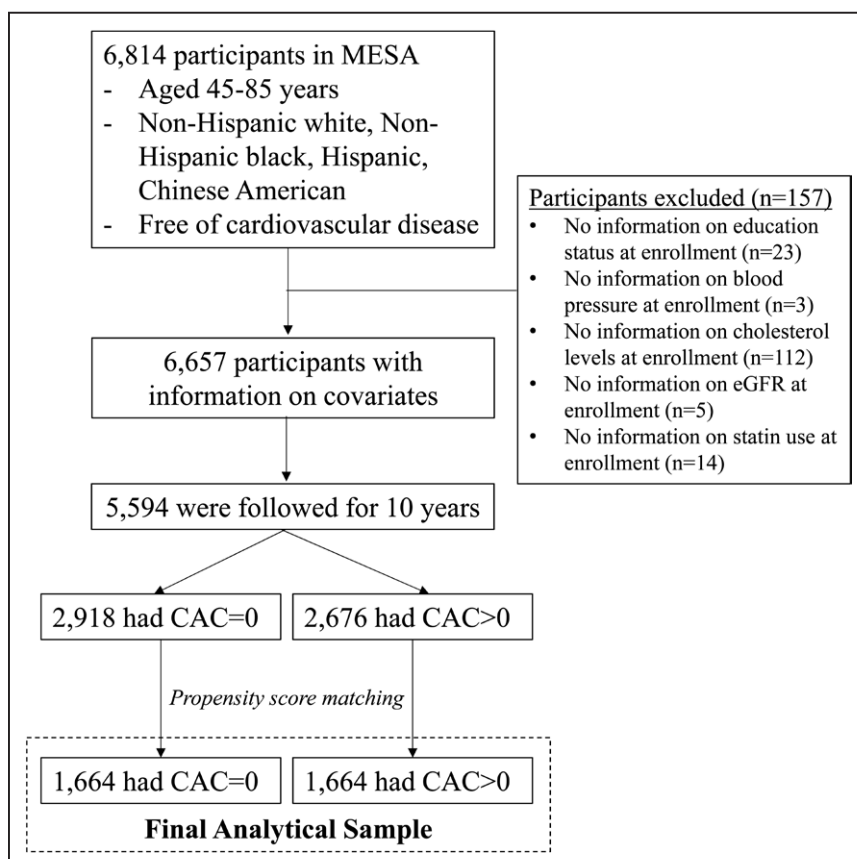 6,814 participants in MESA
- Aged 45-85 years
- Non-Hispanic white, Non-
Hispanic black, Hispanic,
Chinese American
- Free of cardiovascular disease
Participants excluded (n=157)
• No information on education
status at enrollment (n=23)
• No information on blood
pressure at enrollment (n=3)
• No information on cholesterol
levels at enrollment (n=112)
• No information on eGFR at
enrollment (n=5)
• No information on statin use at
enrollment (n=14)
6,657 participants with
information on covariates
5,594 were followed for 10 years
2,918 had CAC=0
2,676 had CAC>0
Propensity score matching
1,664 had CAC=0
1,664 had CAC>0
Final Analytical Sample